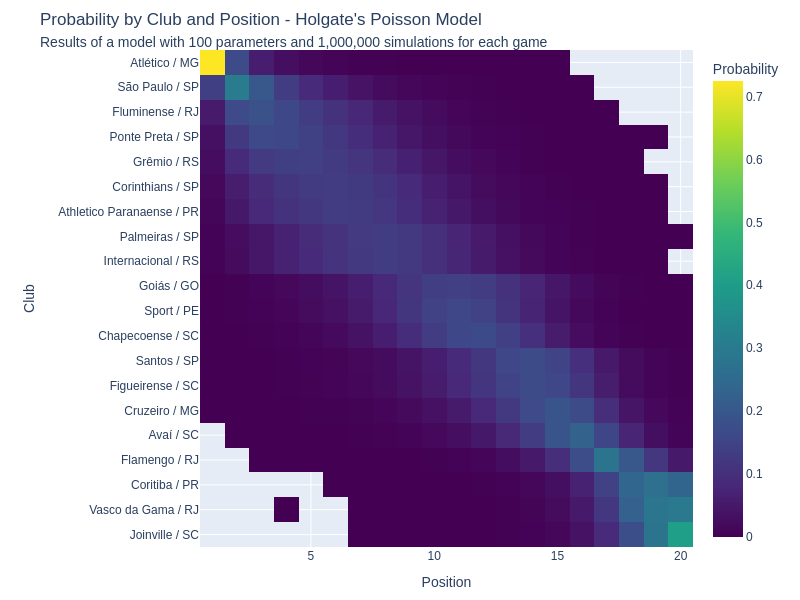 Probability by Club and Position - Holgate's Poisson Model
Results of a model with 100 parameters and 1,000,000 simulations for each game
Probability
Club
Atlético / MG
São Paulo / SP
Fluminense / RJ
Ponte Preta / SP
Grêmio / RS
Corinthians / SP
Athletico Paranaense / PR
Palmeiras / SP
Internacional / RS
Goiás / GO
Sport / PE
Chapecoense / SC
Santos / SP
Figueirense / SC
Cruzeiro / MG
Avaí / SC
Flamengo / RJ
Coritiba / PR
Vasco da Gama / RJ
Joinville / SC
5 10 15 20
Position
0.7
0.6
0.5
0.4
0.3
0.2
0.1
0